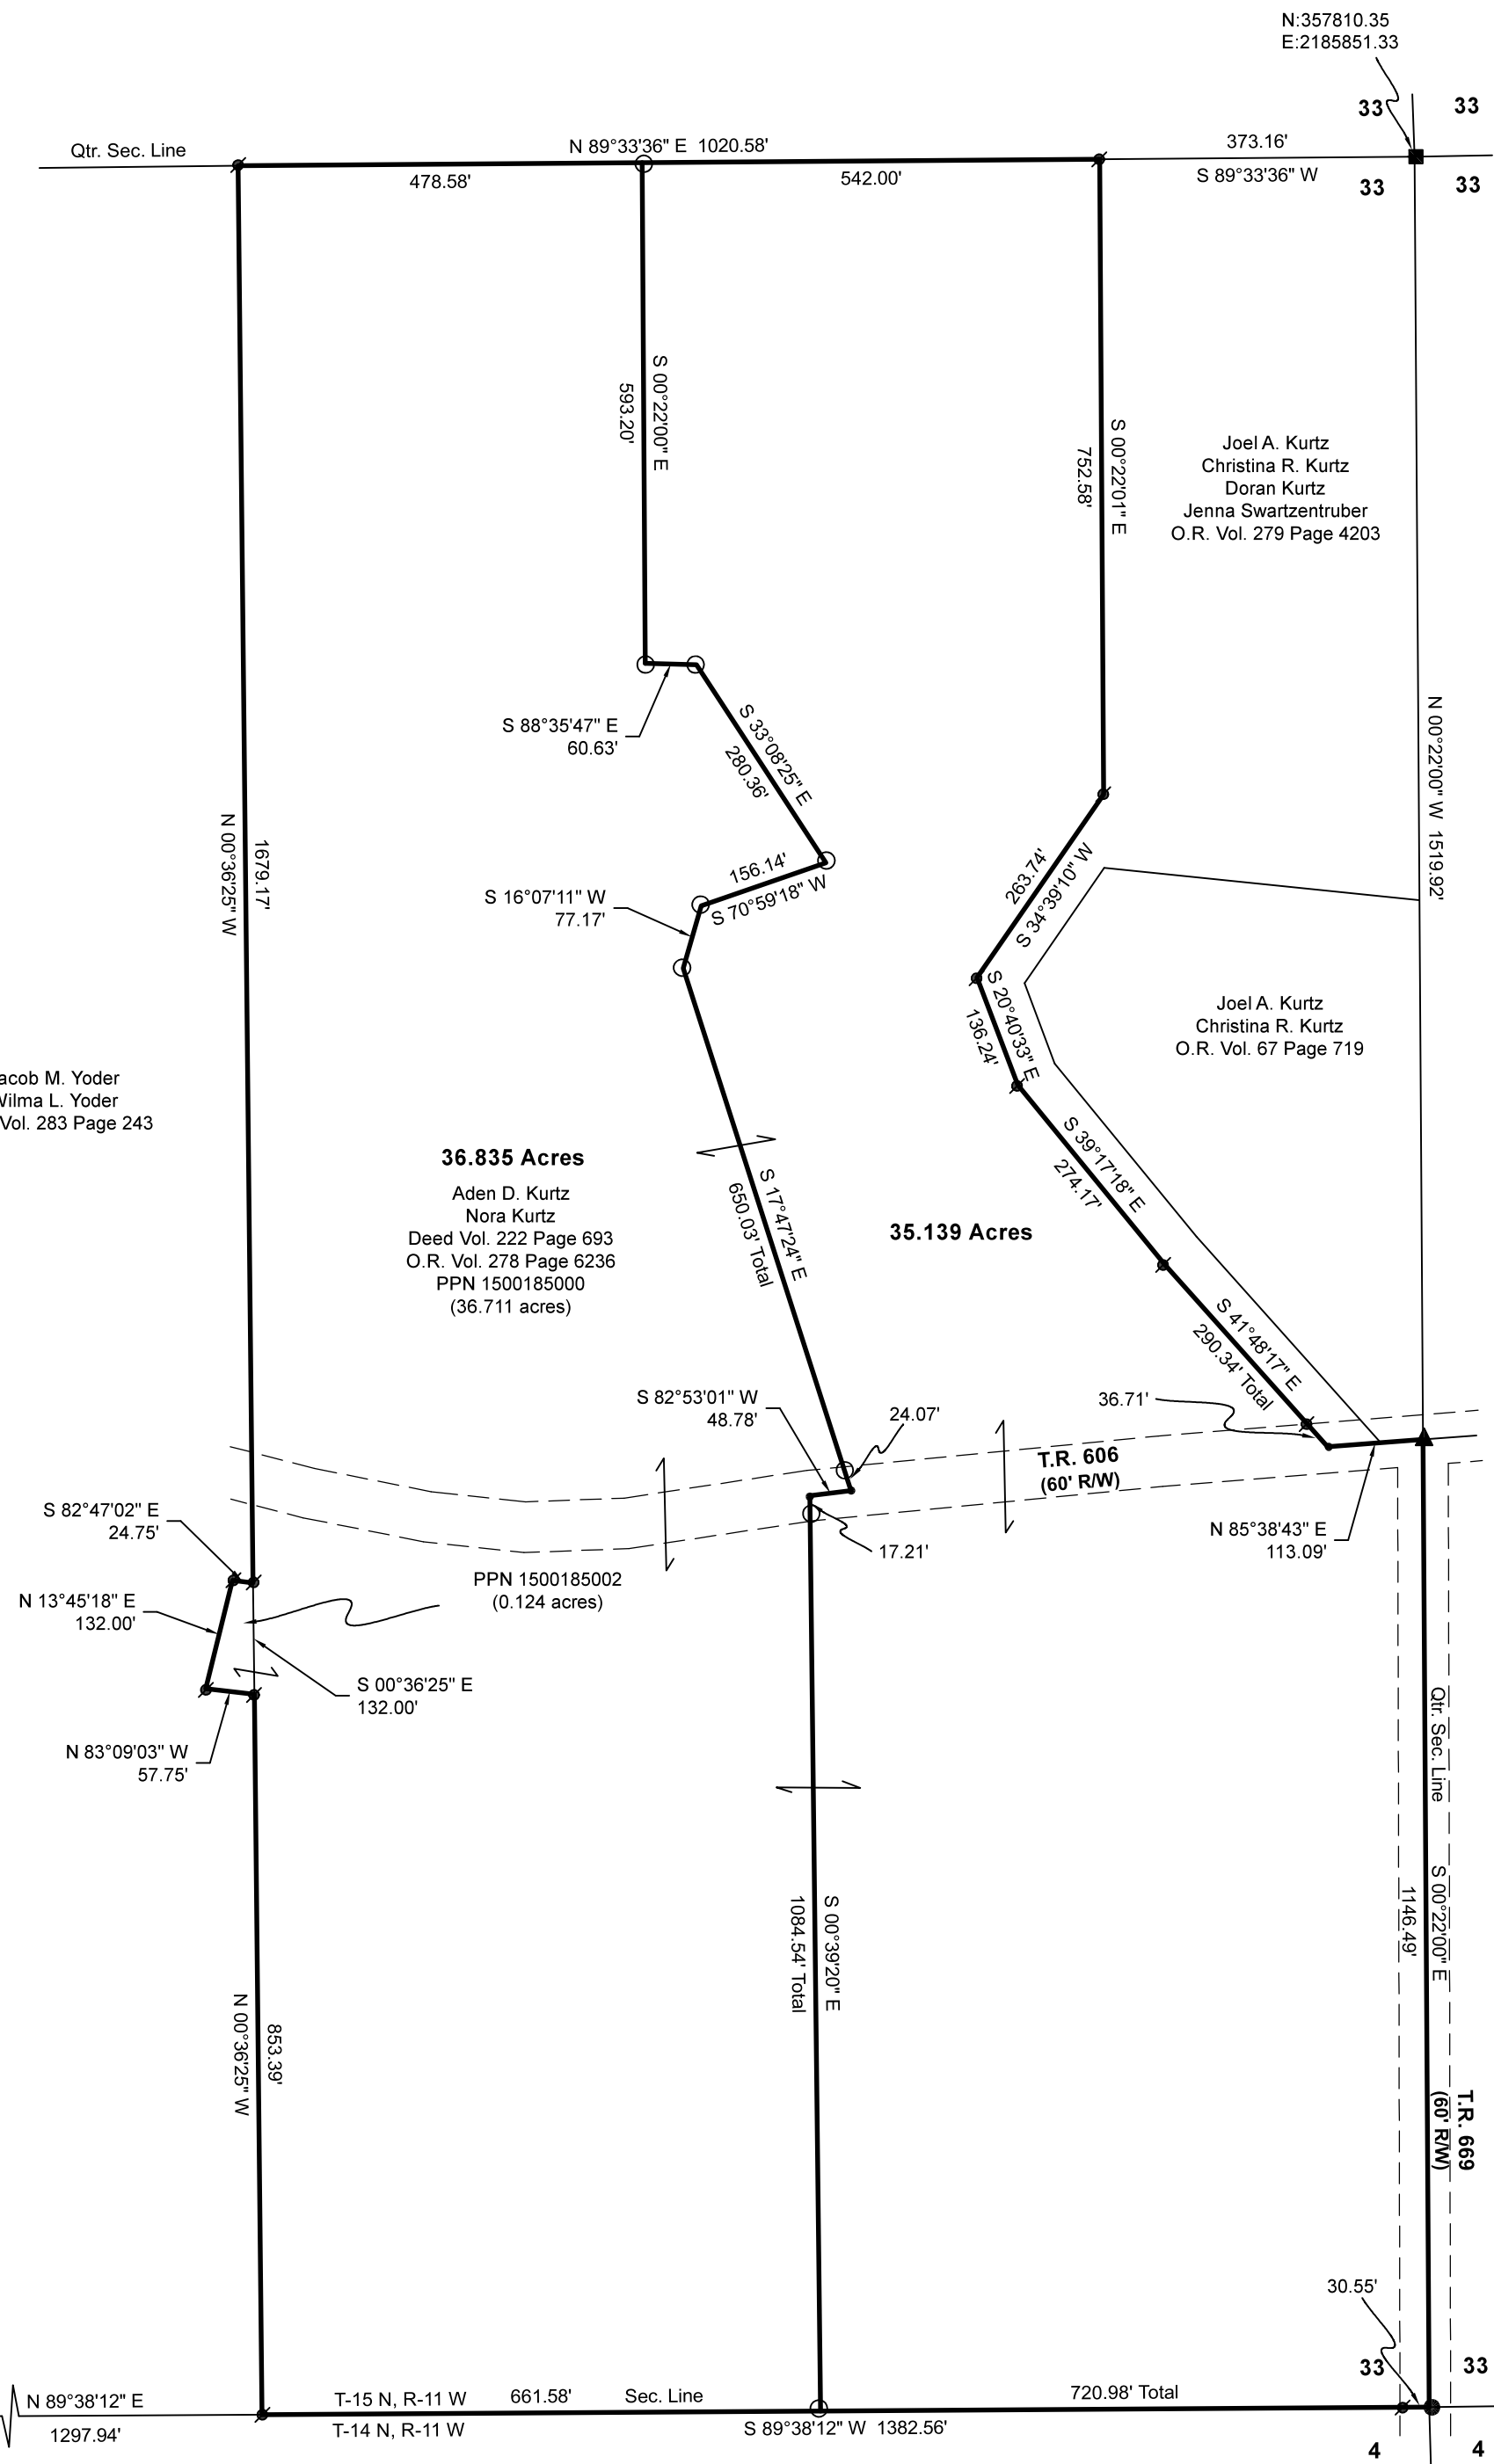 N:357810.35
E:2185851.33
33
33
Qtr. Sec. Line
N 89°33'36" E 1020.58'
373.16'
478.58'
542.00'
S 89°33'36" W
33
33
S 00°22'00" E
593.20'
S 00°22'01" E
752.58'
Joel A. Kurtz
Christina R. Kurtz
Doran Kurtz
Jenna Swartzentruber
O.R. Vol. 279 Page 4203
S 88°35'47" E
60.63'
S 33°08'25" E
280.36'
N 00°22'00" W 1519.92'
N 00°36'25" W
1679.17'
156.14'
S 70°59'18" W
S 16°07'11" W
77.17'
263.74'
S 34°39'10" W
S 20°40'33" E
136.24'
Joel A. Kurtz
Christina R. Kurtz
O.R. Vol. 67 Page 719
acob M. Yoder
Wilma L. Yoder
Vol. 283 Page 243
S 39°17'18" E
274.17'
36.835 Acres
Aden D. Kurtz
Nora Kurtz
Deed Vol. 222 Page 693
O.R. Vol. 278 Page 6236
PPN 1500185000
(36.711 acres)
S 17°47'24" E
650.03' Total
35.139 Acres
S 41°48'17" E
290.34' Total
S 82°53'01" W
48.78'
24.07'
36.71'
T.R. 606
(60' R/W)
S 82°47'02" E
24.75'
17.21'
N 85°38'43" E
113.09'
PPN 1500185002
(0.124 acres)
N 13°45'18" E
132.00'
S 00°36'25" E
132.00'
N 83°09'03" W
57.75'
Qtr. Sec. Line
S 00°22'00" E
1146.49'
S 00°39'20" E
1084.54' Total
N 00°36'25" W
853.39'
T.R. 669
(60' R/W)
30.55'
33
33
N 89°38'12" E
1297.94'
T-15 N, R-11 W
661.58'
Sec. Line
720.98' Total
T-14 N, R-11 W
S 89°38'12" W 1382.56'
4
4